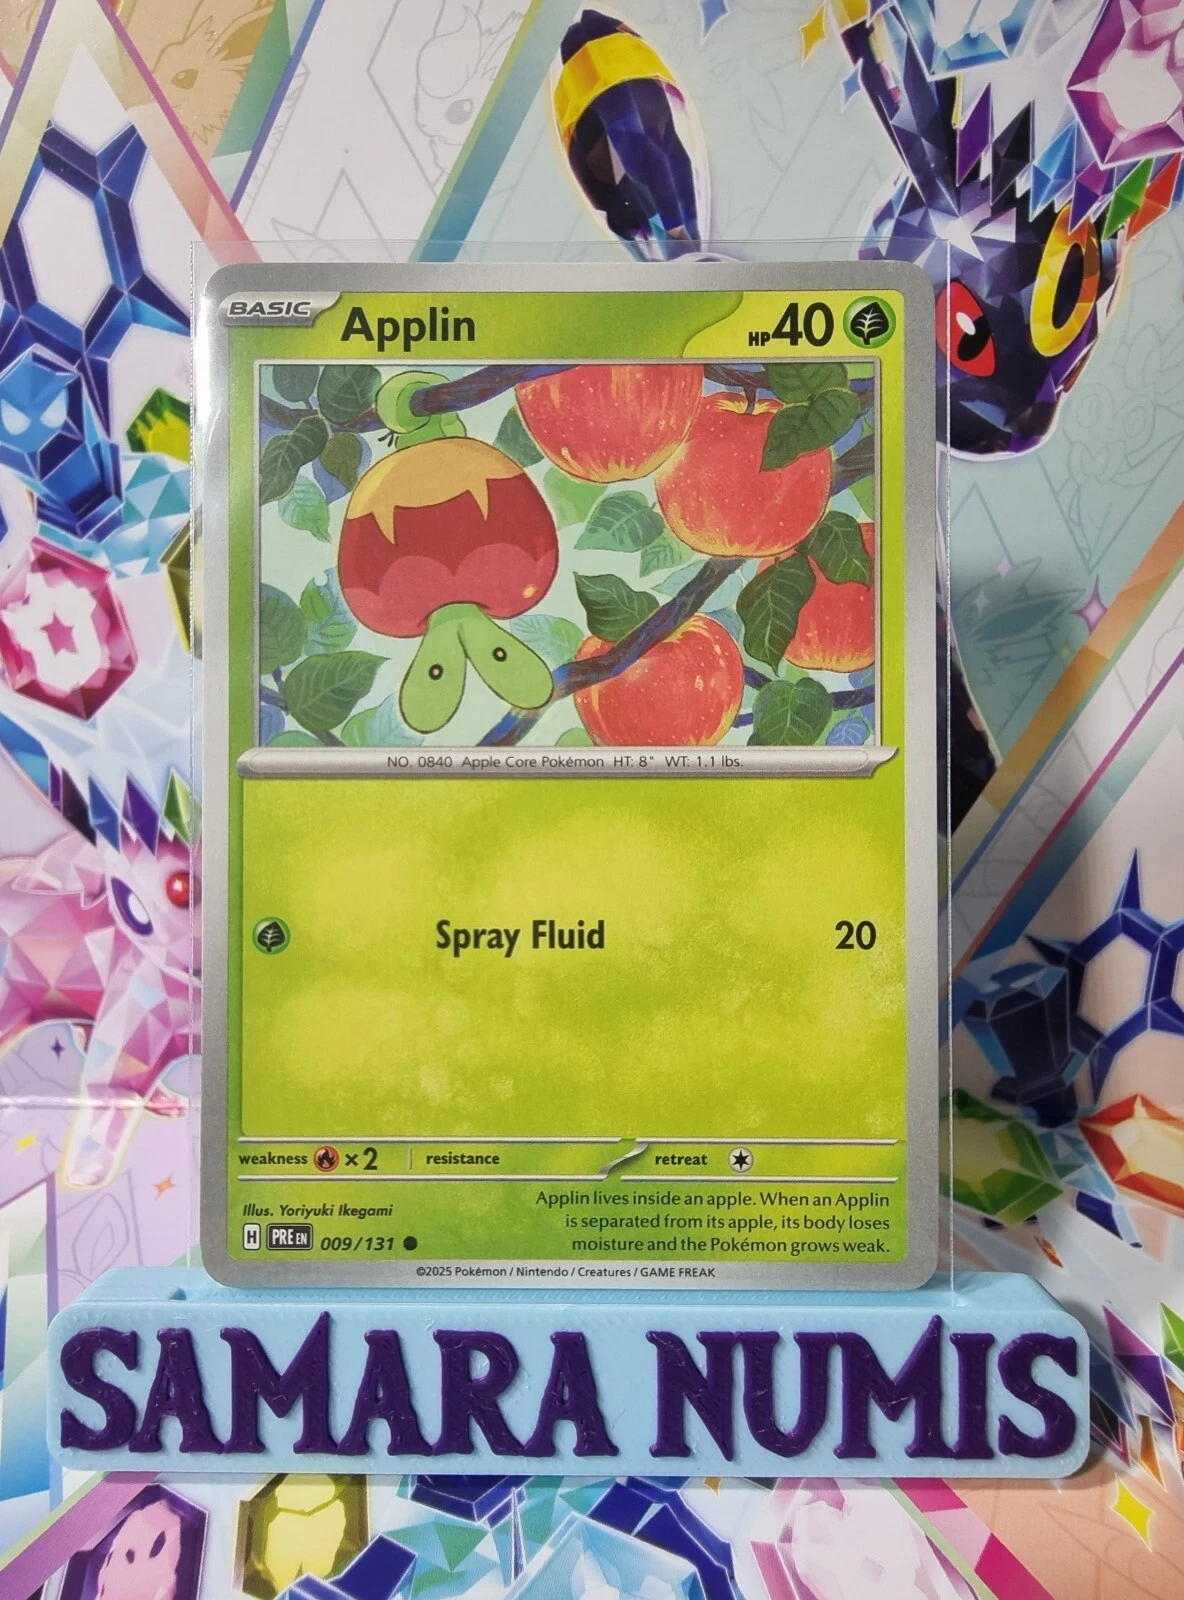 BASIC Applin HP40
NO. 0840 Apple Core Pokémon HT: 8" WT: 1.1 lbs.
Spray Fluid 20
weakness ×2 resistance retreat
Illus. Yoriyuki Ikegami
H PRE EN 009/131
Applin lives inside an apple. When an Applin
is separated from its apple, its body loses
moisture and the Pokémon grows weak.
©2025 Pokémon / Nintendo / Creatures / GAME FREAK
SAMARA NUMIS